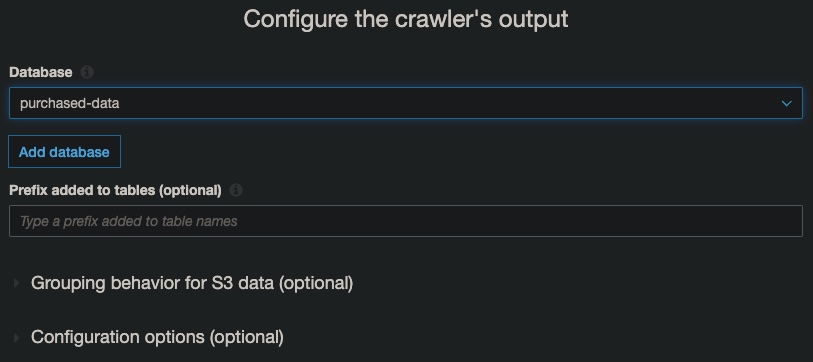 Configure the crawler's output
Database
purchased-data
Add database
Prefix added to tables (optional)
Type a prefix added to table names
Grouping behavior for S3 data (optional)
Configuration options (optional)